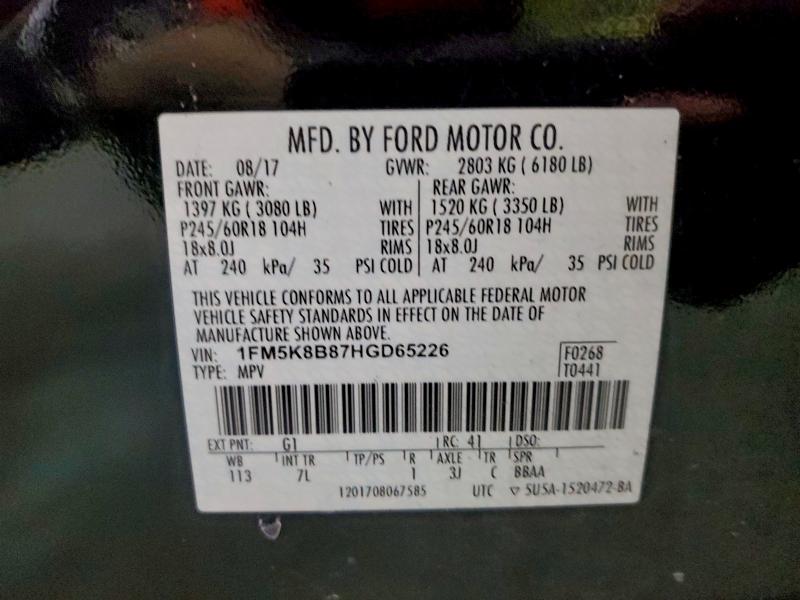 MFD. BY FORD MOTOR CO.
DATE: 08/17 GVWR: 2803 KG ( 6180 LB)
FRONT GAWR: REAR GAWR:
1397 KG ( 3080 LB) WITH 1520 KG ( 3350 LB) WITH
P245/60R18 104H TIRES P245/60R18 104H TIRES
18x8.0J RIMS 18x8.0J RIMS
AT 240 kPa/ 35 PSI COLD AT 240 kPa/ 35 PSI COLD
THIS VEHICLE CONFORMS TO ALL APPLICABLE FEDERAL MOTOR
VEHICLE SAFETY STANDARDS IN EFFECT ON THE DATE OF
MANUFACTURE SHOWN ABOVE.
VIN: 1FM5K8B87HGD65226 F0268
TYPE: MPV T0441
EXT PNT: G1 RC: 41 DSO:
WB INT TR TP/PS R AXLE TR SPR
113 7L 1 3J C BBAA
1201708067585 UTC ▽ 5U5A-1520472-BA